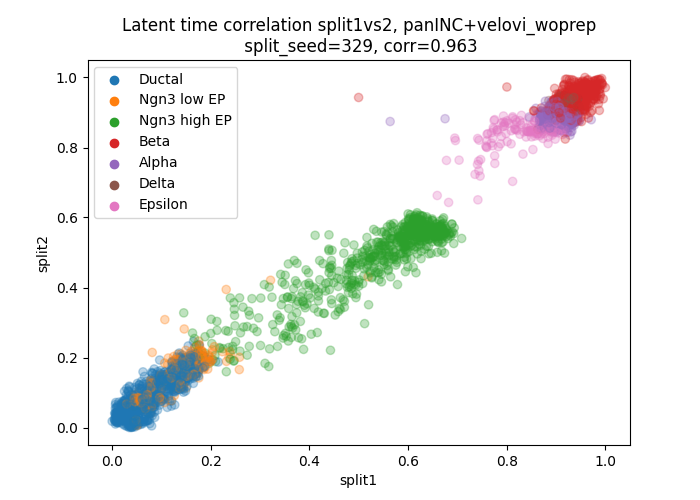 Latent time correlation split1vs2, panINC+velovi_woprep
split_seed=329, corr=0.963
Ductal
Ngn3 low EP
Ngn3 high EP
Beta
Alpha
Delta
Epsilon
1.0
0.8
0.6
0.4
0.2
0.0
split2
0.0 0.2 0.4 0.6 0.8 1.0
split1